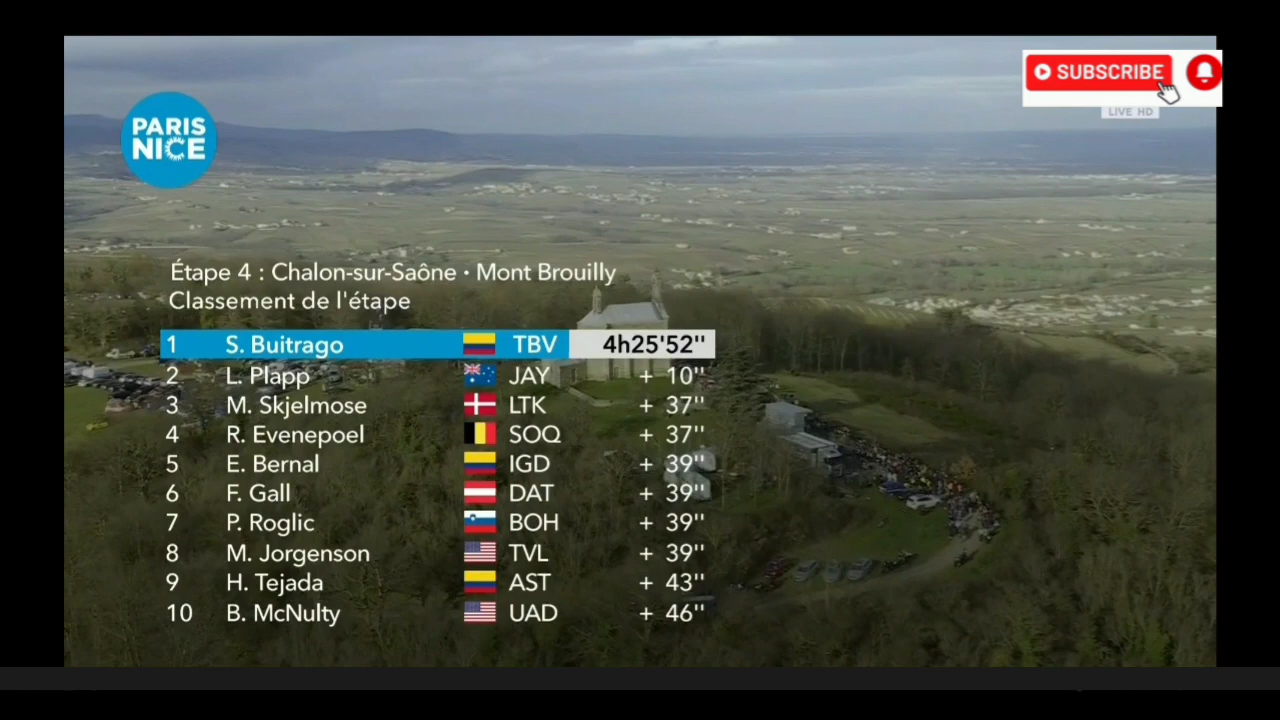 SUBSCRIBE
LIVE HD
PARIS
NICE
Étape 4 : Chalon-sur-Saône • Mont Brouilly
Classement de l'étape
1 S. Buitrago TBV 4h25'52''
2 L. Plapp JAY + 10''
3 M. Skjelmose LTK + 37''
4 R. Evenepoel SOQ + 37''
5 E. Bernal IGD + 39''
6 F. Gall DAT + 39''
7 P. Roglic BOH + 39''
8 M. Jorgenson TVL + 39''
9 H. Tejada AST + 43''
10 B. McNulty UAD + 46''